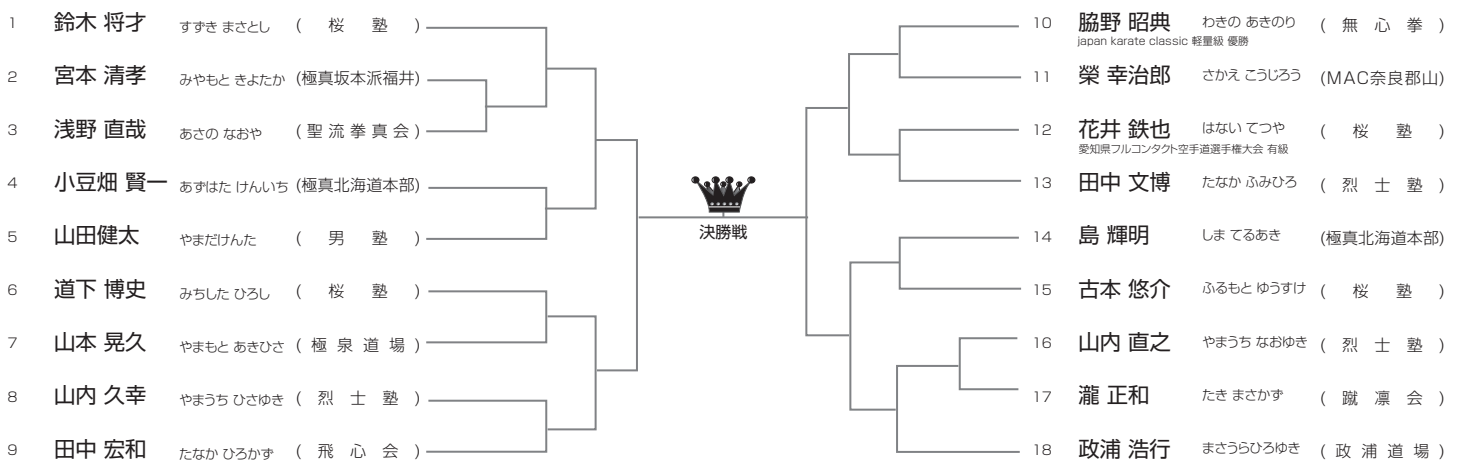 1 鈴木 将才 すずき まさとし ( 桜 塾 )
2 宮本 清孝 みやもと きよたか (極真坂本派福井)
3 浅野 直哉 あさの なおや ( 聖 流 拳 真 会 )
4 小豆畑 賢一 あずはた けんいち (極真北海道本部)
5 山田健太 やまだけんた ( 男 塾 )
6 道下 博史 みちした ひろし ( 桜 塾 )
7 山本 晃久 やまもと あきひさ ( 極 泉 道 場 )
8 山内 久幸 やまうち ひさゆき ( 烈 士 塾 )
9 田中 宏和 たなか ひろかず ( 飛 心 会 )
決勝戦
10 脇野 昭典 わきの あきのり ( 無 心 拳 )
japan karate classic 軽量級 優勝
11 榮 幸治郎 さかえ こうじろう (MAC奈良郡山)
12 花井 鉄也 はない てつや ( 桜 塾 )
愛知県フルコンタクト空手道選手権大会 有級
13 田中 文博 たなか ふみひろ ( 烈 士 塾 )
14 島 輝明 しま てるあき (極真北海道本部)
15 古本 悠介 ふるもと ゆうすけ ( 桜 塾 )
16 山内 直之 やまうち なおゆき ( 烈 士 塾 )
17 瀧 正和 たき まさかず ( 蹴 凛 会 )
18 政浦 浩行 まさうらひろゆき ( 政 浦 道 場 )